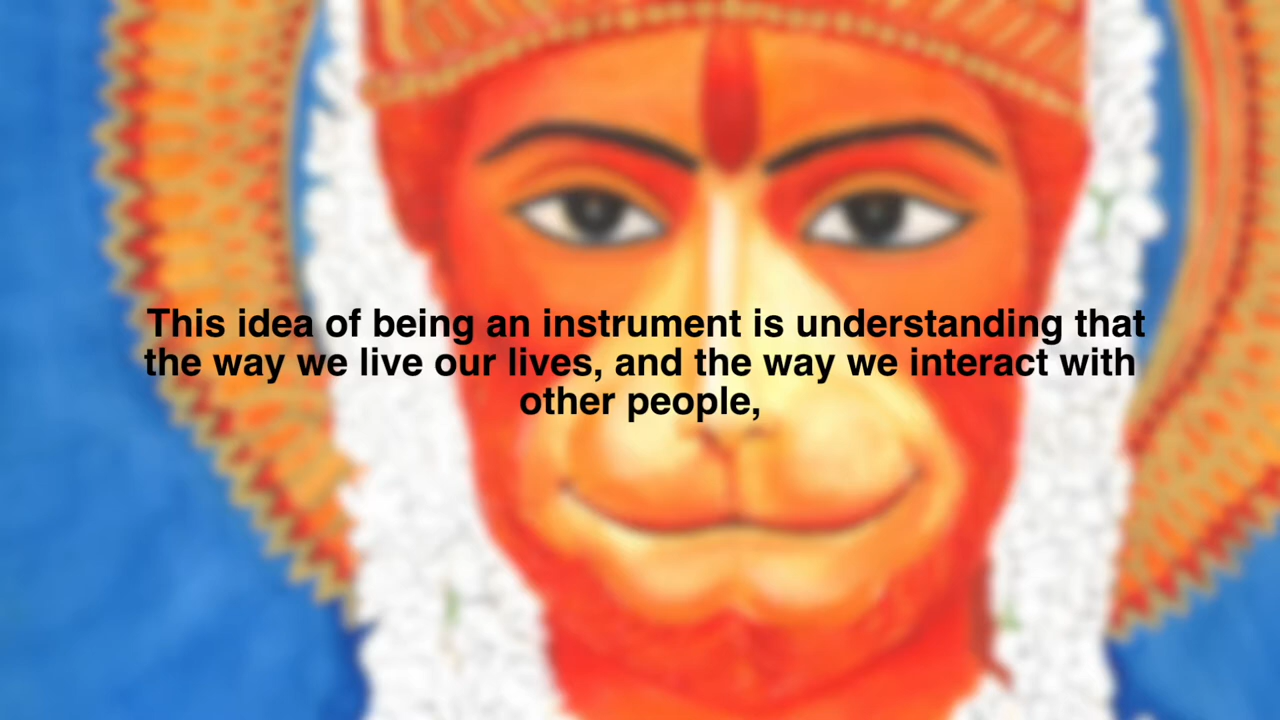 This idea of being an instrument is understanding that
the way we live our lives, and the way we interact with
other people,